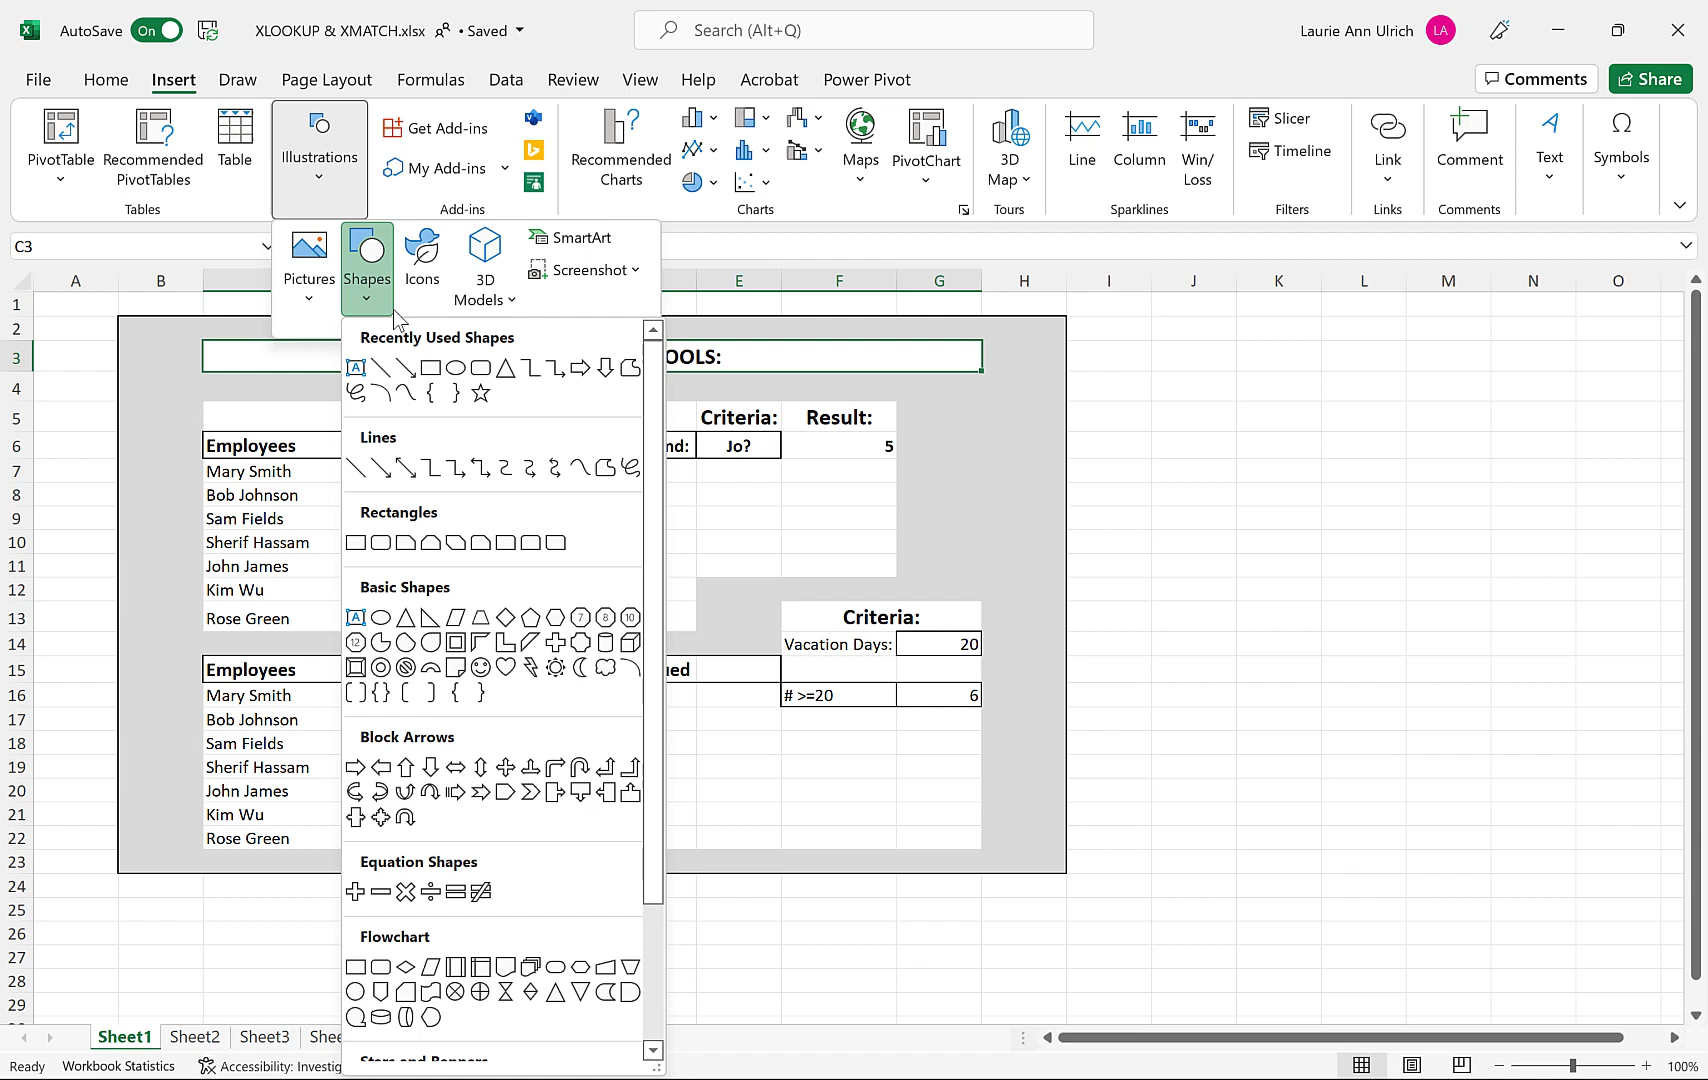 AutoSave On XLOOKUP & XMATCH.xlsx • Saved Search (Alt+Q) Laurie Ann Ulrich LA
File Home Insert Draw Page Layout Formulas Data Review View Help Acrobat Power Pivot Comments Share
PivotTable
Recommended PivotTables
Table
Tables
Illustrations
Get Add-ins
My Add-ins
Add-ins
Recommended Charts
Maps
PivotChart
Charts
3D Map
Tours
Line
Column
Win/Loss
Sparklines
Slicer
Timeline
Filters
Link
Links
Comment
Comments
Text
Symbols
C3
Pictures
Shapes
Icons
3D Models
SmartArt
Screenshot
A B E F G H I J K L M N O
Recently Used Shapes
Lines
Rectangles
Basic Shapes
Block Arrows
Equation Shapes
Flowchart
Stars and Banners
1
2
3 OOLS:
4
5 Criteria: Result:
6 Employees nd: Jo? 5
7 Mary Smith
8 Bob Johnson
9 Sam Fields
10 Sherif Hassam
11 John James
12 Kim Wu
13 Rose Green Criteria:
14 Vacation Days: 20
15 Employees ued
16 Mary Smith # >=20 6
17 Bob Johnson
18 Sam Fields
19 Sherif Hassam
20 John James
21 Kim Wu
22 Rose Green
23
24
25
26
27
28
29
Sheet1 Sheet2 Sheet3 Shee
Ready Workbook Statistics Accessibility: Investig 100%